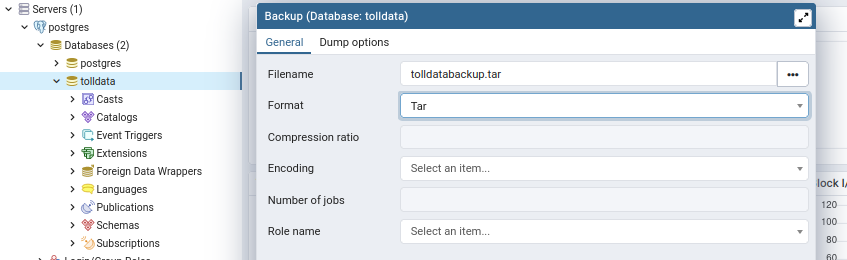 Servers (1)
postgres
Databases (2)
postgres
tolldata
Casts
Catalogs
Event Triggers
Extensions
Foreign Data Wrappers
Languages
Publications
Schemas
Subscriptions
Login/Group Roles
Backup (Database: tolldata)
General Dump options
Filename tolldatabackup.tar
Format Tar
Compression ratio
Encoding Select an item...
Number of jobs
Role name Select an item...
lock I/
120
100
80
60